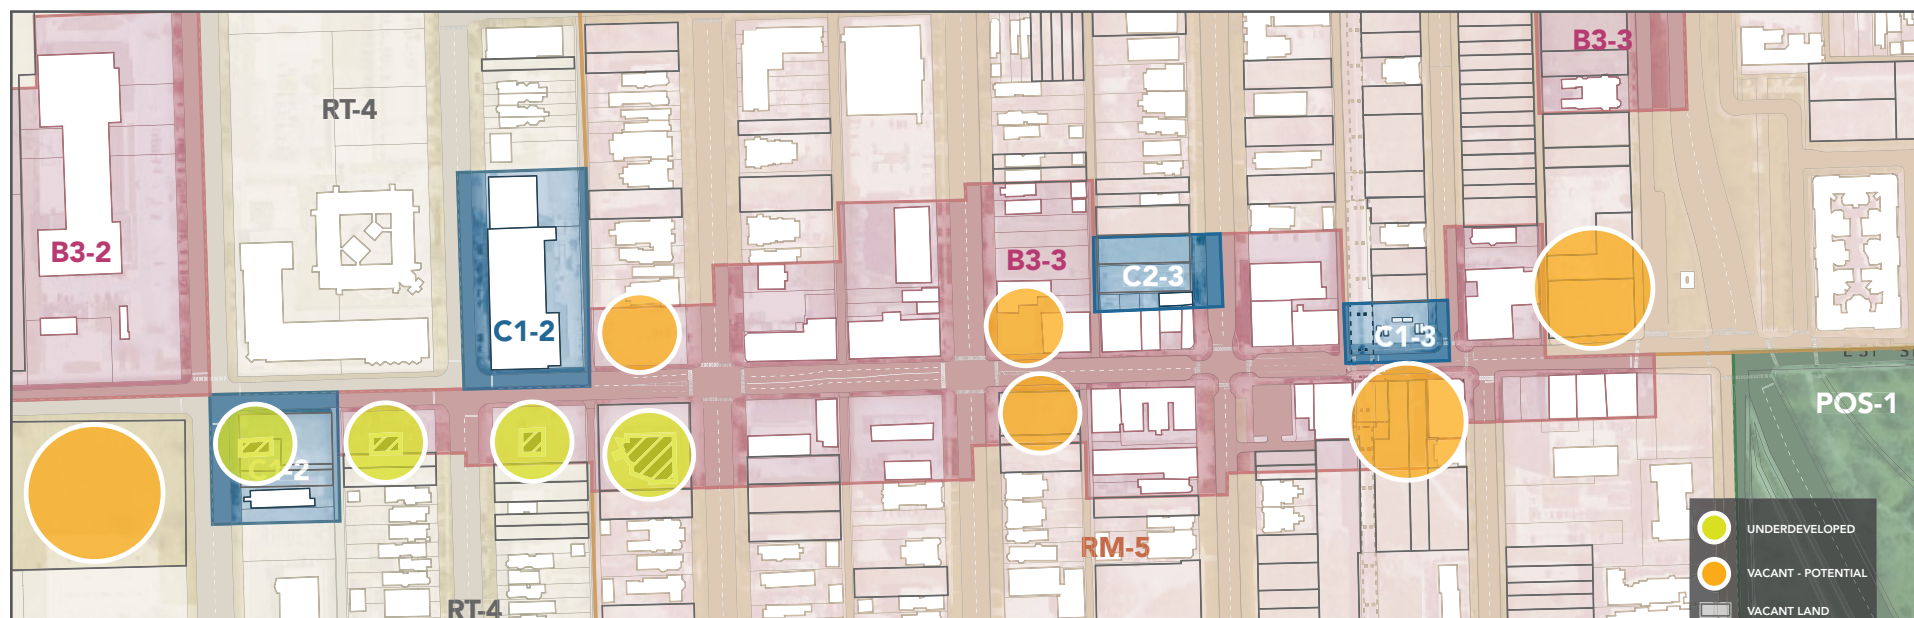 B3-3
RT-4
B3-2
B3-3
C2-3
C1-2
C1-3
POS-1
C1-2
RM-5
RT-4
UNDERDEVELOPED
VACANT - POTENTIAL
VACANT LAND